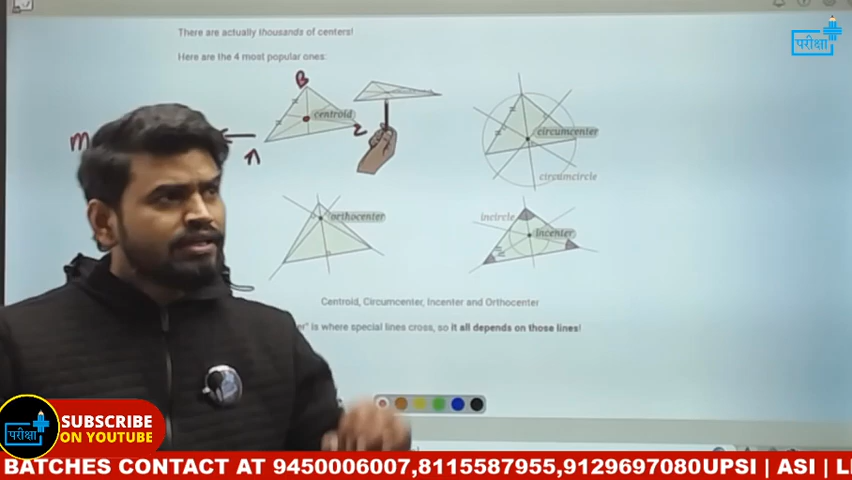 There are actually thousands of centers!
Here are the 4 most popular ones:
परीक्षा
B
centroid
circumcenter
circumcircle
orthocenter
incircle
incenter
Centroid, Circumcenter, Incenter and Orthocenter
er" is where special lines cross, so it all depends on those lines!
परीक्षा
SUBSCRIBE
ON YOUTUBE
BATCHES CONTACT AT 9450006007,8115587955,9129697080UPSI | ASI | L